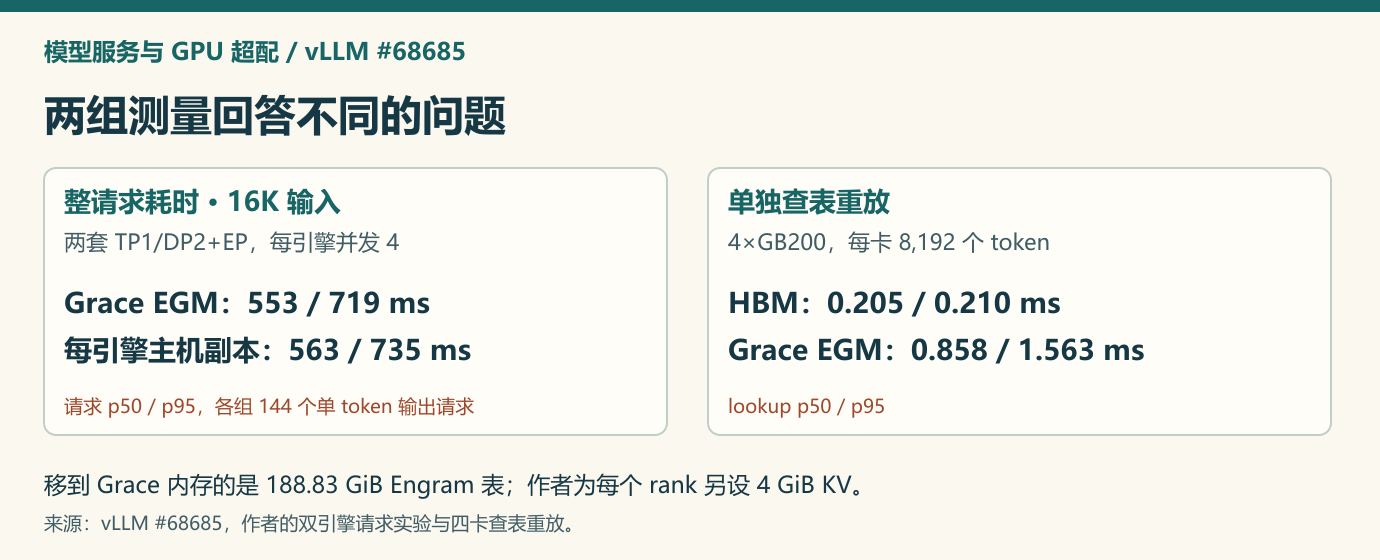 模型服务与 GPU 超配 / vLLM #68685
两组测量回答不同的问题
整请求耗时 • 16K 输入
两套 TP1/DP2+EP，每引擎并发 4
Grace EGM：553 / 719 ms
每引擎主机副本：563 / 735 ms
请求 p50 / p95，各组 144 个单 token 输出请求
单独查表重放
4×GB200，每卡 8,192 个 token
HBM：0.205 / 0.210 ms
Grace EGM：0.858 / 1.563 ms
lookup p50 / p95
移到 Grace 内存的是 188.83 GiB Engram 表；作者为每个 rank 另设 4 GiB KV。
来源：vLLM #68685，作者的双引擎请求实验与四卡查表重放。